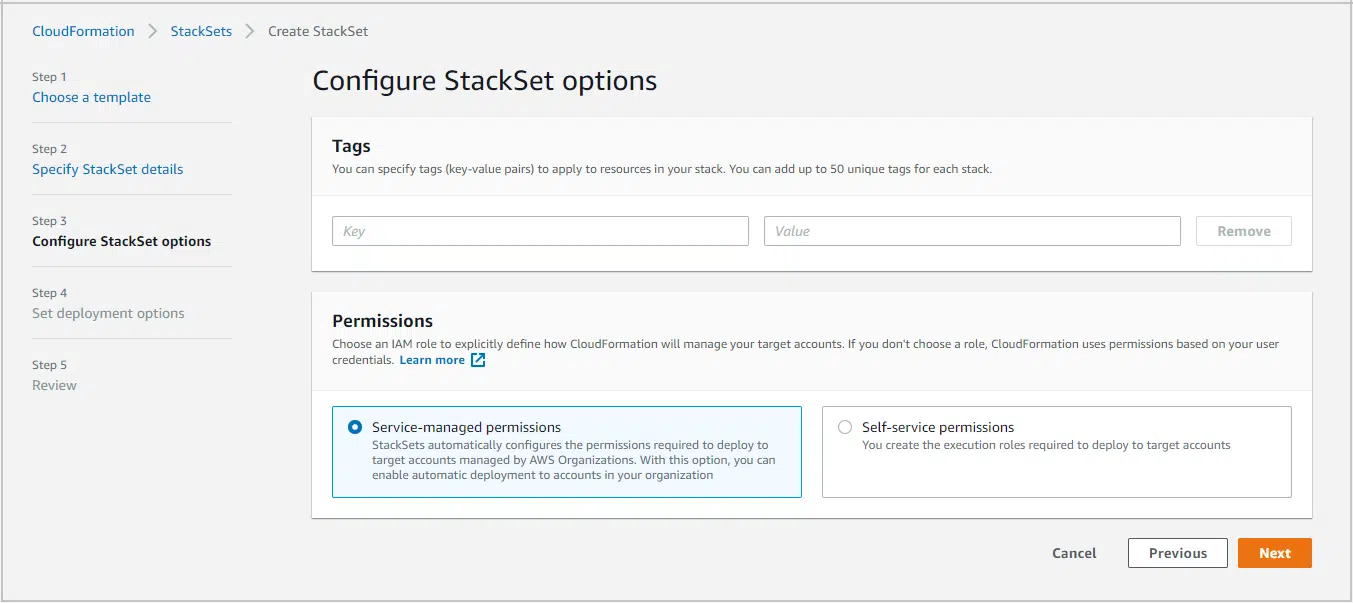 CloudFormation > StackSets > Create StackSet
Step 1
Choose a template
Step 2
Specify StackSet details
Step 3
Configure StackSet options
Step 4
Set deployment options
Step 5
Review
Configure StackSet options
Tags
You can specify tags (key-value pairs) to apply to resources in your stack. You can add up to 50 unique tags for each stack.
Key
Value
Remove
Permissions
Choose an IAM role to explicitly define how CloudFormation will manage your target accounts. If you don't choose a role, CloudFormation uses permissions based on your user
credentials. Learn more
Service-managed permissions
StackSets automatically configures the permissions required to deploy to
target accounts managed by AWS Organizations. With this option, you can
enable automatic deployment to accounts in your organization
Self-service permissions
You create the execution roles required to deploy to target accounts
Cancel
Previous
Next